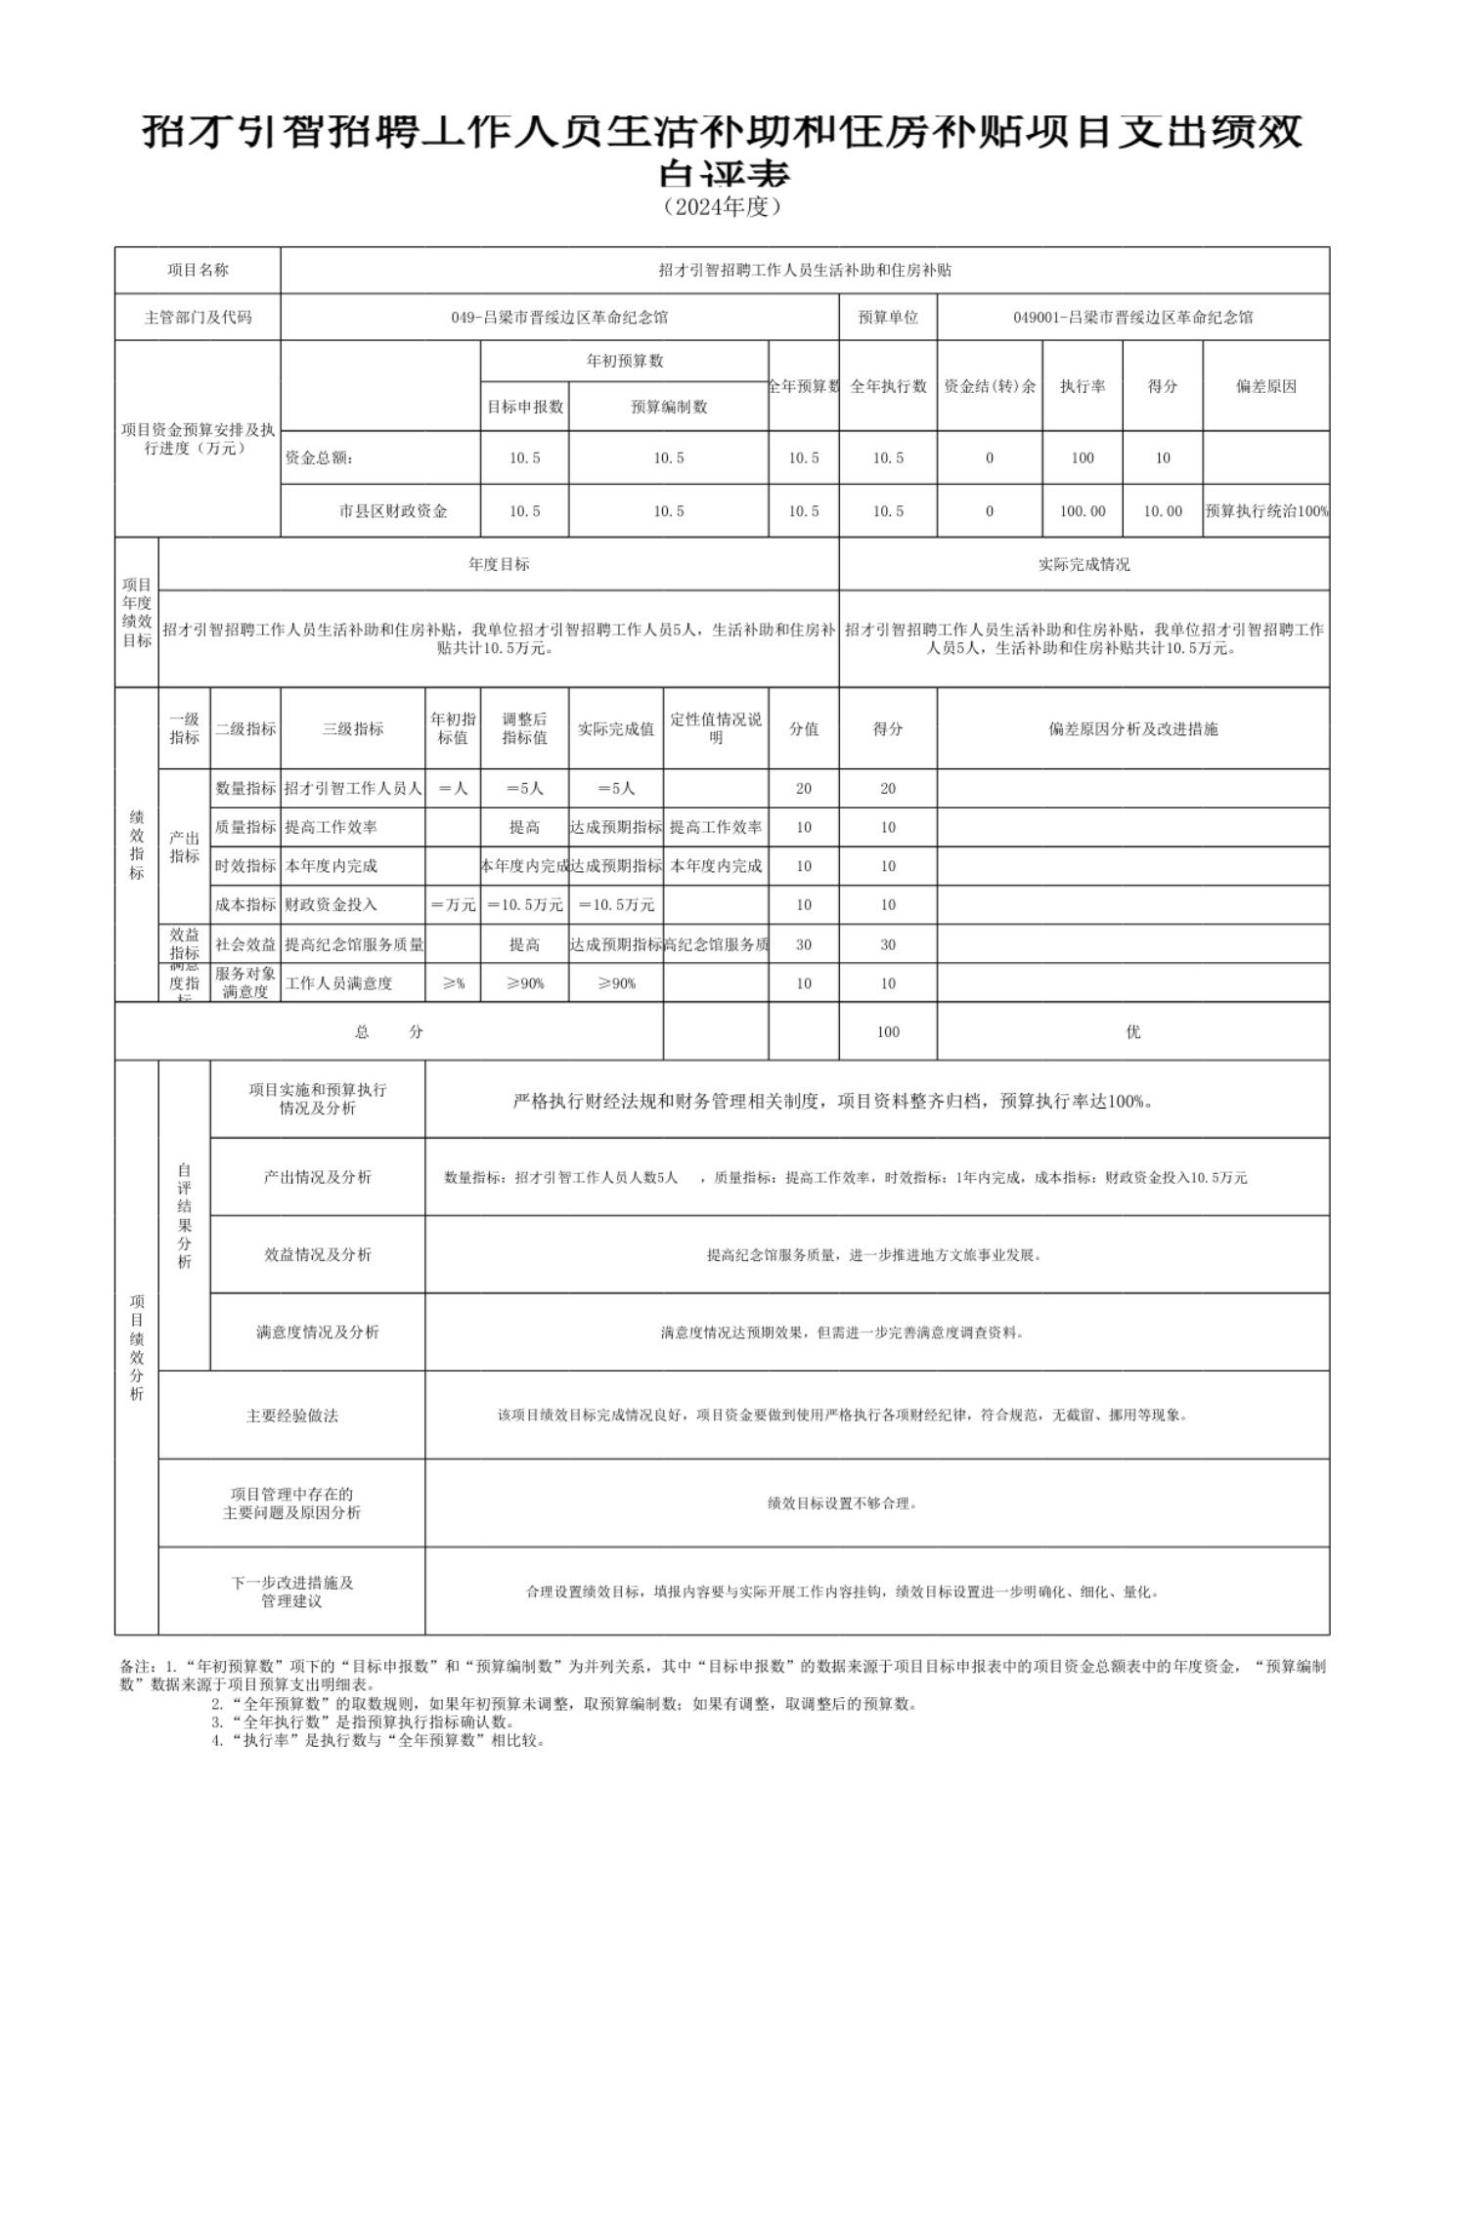 招才引智招聘工作人员生活补助和住房补贴项目支出绩效
自评表
（2024年度）
项目名称 招才引智招聘工作人员生活补助和住房补贴
主管部门及代码 049-吕梁市晋绥边区革命纪念馆 预算单位 049001-吕梁市晋绥边区革命纪念馆
项目资金预算安排及执
行进度（万元）
年初预算数 全年预算数 全年执行数 资金结(转)余 执行率 得分 偏差原因
目标申报数 预算编制数
资金总额： 10.5 10.5 10.5 10.5 0 100 10
市县区财政资金 10.5 10.5 10.5 10.5 0 100.00 10.00 预算执行统治100%
项目
年度
绩效
目标
年度目标 实际完成情况
招才引智招聘工作人员生活补助和住房补贴，我单位招才引智招聘工作人员5人，生活补助和住房补
贴共计10.5万元。
招才引智招聘工作人员生活补助和住房补贴，我单位招才引智招聘工作
人员5人，生活补助和住房补贴共计10.5万元。
绩
效
指
标
一级
指标
二级指标 三级指标
年初指
标值
调整后
指标值
实际完成值
定性值情况说
明
分值 得分 偏差原因分析及改进措施
产出
指标
数量指标 招才引智工作人员人 ＝人 ＝5人 ＝5人 20 20
质量指标 提高工作效率 提高 达成预期指标 提高工作效率 10 10
时效指标 本年度内完成 本年度内完成 达成预期指标 本年度内完成 10 10
成本指标 财政资金投入 ＝万元 ＝10.5万元 ＝10.5万元 10 10
效益
指标
社会效益 提高纪念馆服务质量 提高 达成预期指标 高纪念馆服务质 30 30
满意
度指
标
服务对象
满意度
工作人员满意度 ≥% ≥90% ≥90% 10 10
总 分 100 优
项
目
绩
效
分
析
自
评
结
果
分
析
项目实施和预算执行
情况及分析
严格执行财经法规和财务管理相关制度，项目资料整齐归档，预算执行率达100%。
产出情况及分析 数量指标：招才引智工作人员人数5人 ，质量指标：提高工作效率，时效指标：1年内完成，成本指标：财政资金投入10.5万元
效益情况及分析 提高纪念馆服务质量，进一步推进地方文旅事业发展。
满意度情况及分析 满意度情况达预期效果，但需进一步完善满意度调查资料。
主要经验做法 该项目绩效目标完成情况良好，项目资金要做到使用严格执行各项财经纪律，符合规范，无截留、挪用等现象。
项目管理中存在的
主要问题及原因分析
绩效目标设置不够合理。
下一步改进措施及
管理建议
合理设置绩效目标，填报内容要与实际开展工作内容挂钩，绩效目标设置进一步明确化、细化、量化。
备注：1.“年初预算数”项下的“目标申报数”和“预算编制数”为并列关系，其中“目标申报数”的数据来源于项目目标申报表中的项目资金总额表中的年度资金，“预算编制
数”数据来源于项目预算支出明细表。
2.“全年预算数”的取数规则，如果年初预算未调整，取预算编制数；如果有调整，取调整后的预算数。
3.“全年执行数”是指预算执行指标确认数。
4.“执行率”是执行数与“全年预算数”相比较。